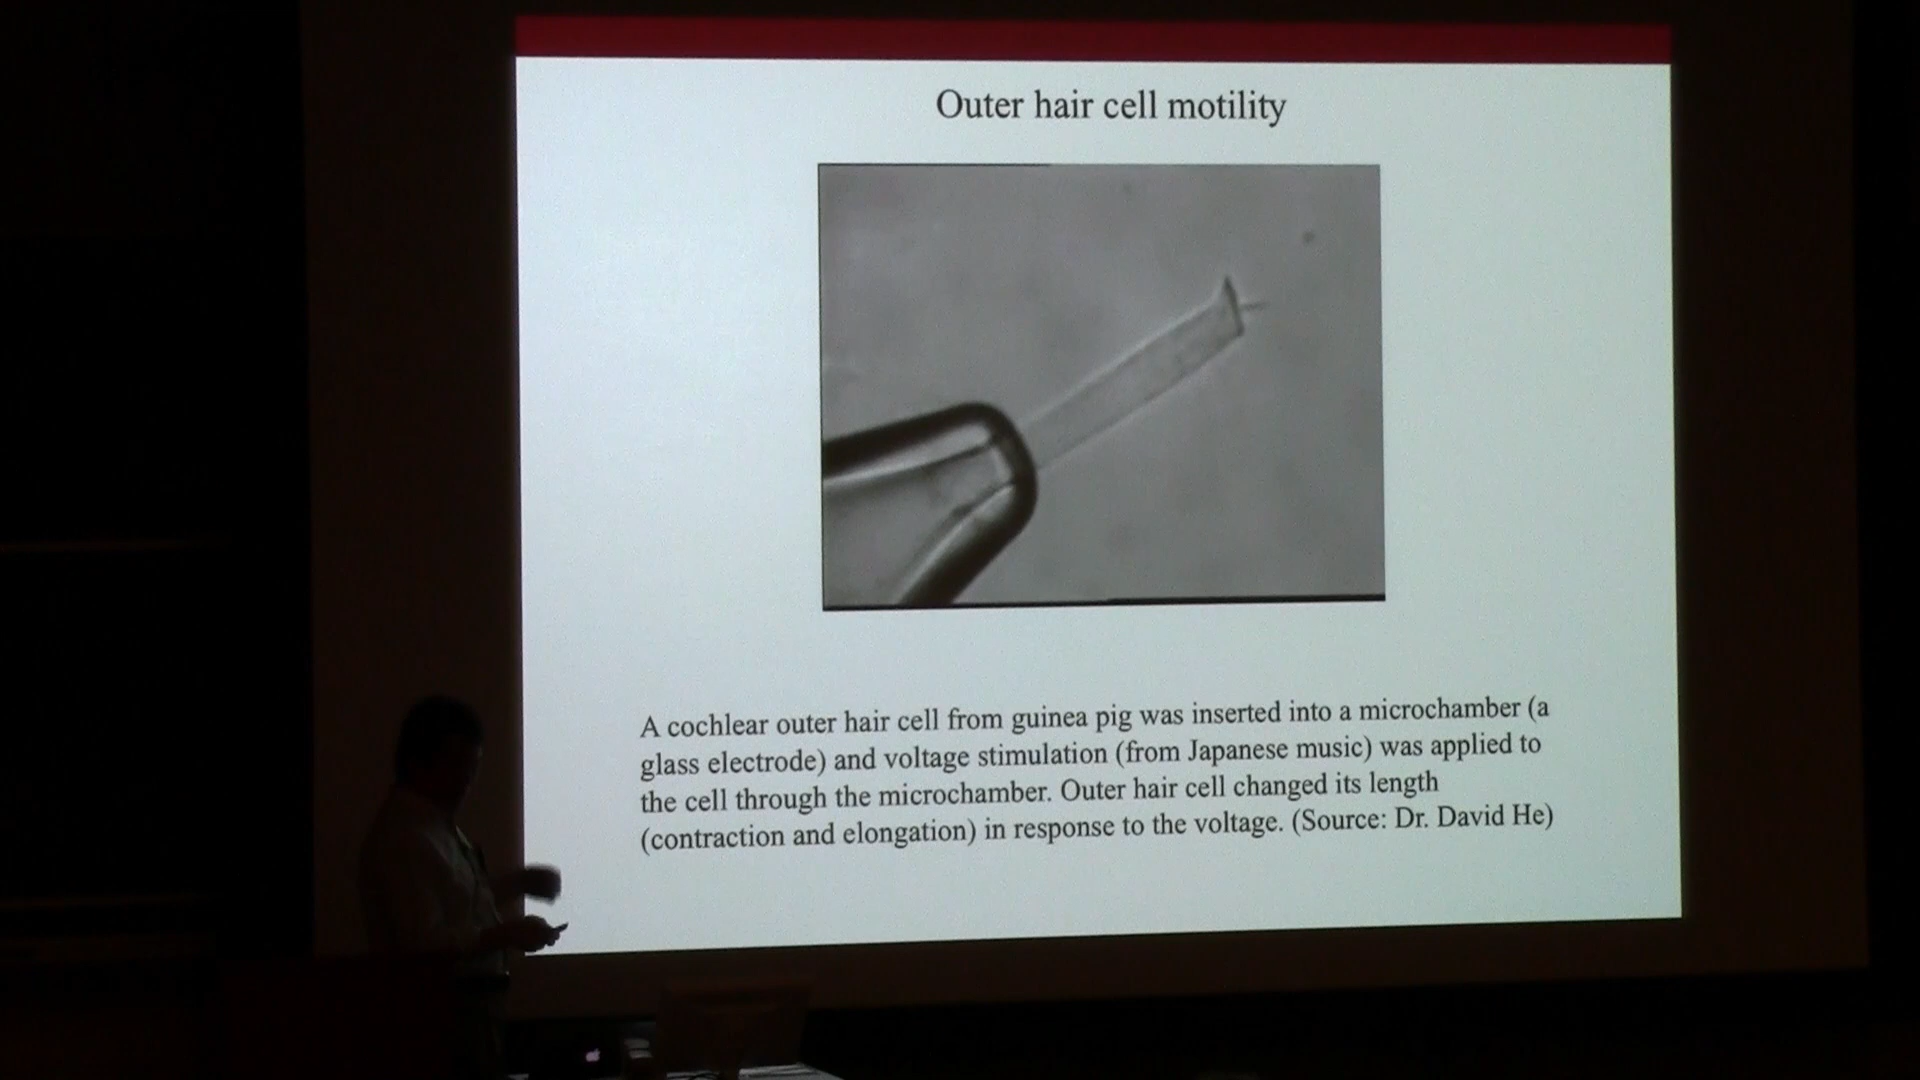 Outer hair cell motility
A cochlear outer hair cell from guinea pig was inserted into a microchamber (a
glass electrode) and voltage stimulation (from Japanese music) was applied to
the cell through the microchamber. Outer hair cell changed its length
(contraction and elongation) in response to the voltage. (Source: Dr. David He)